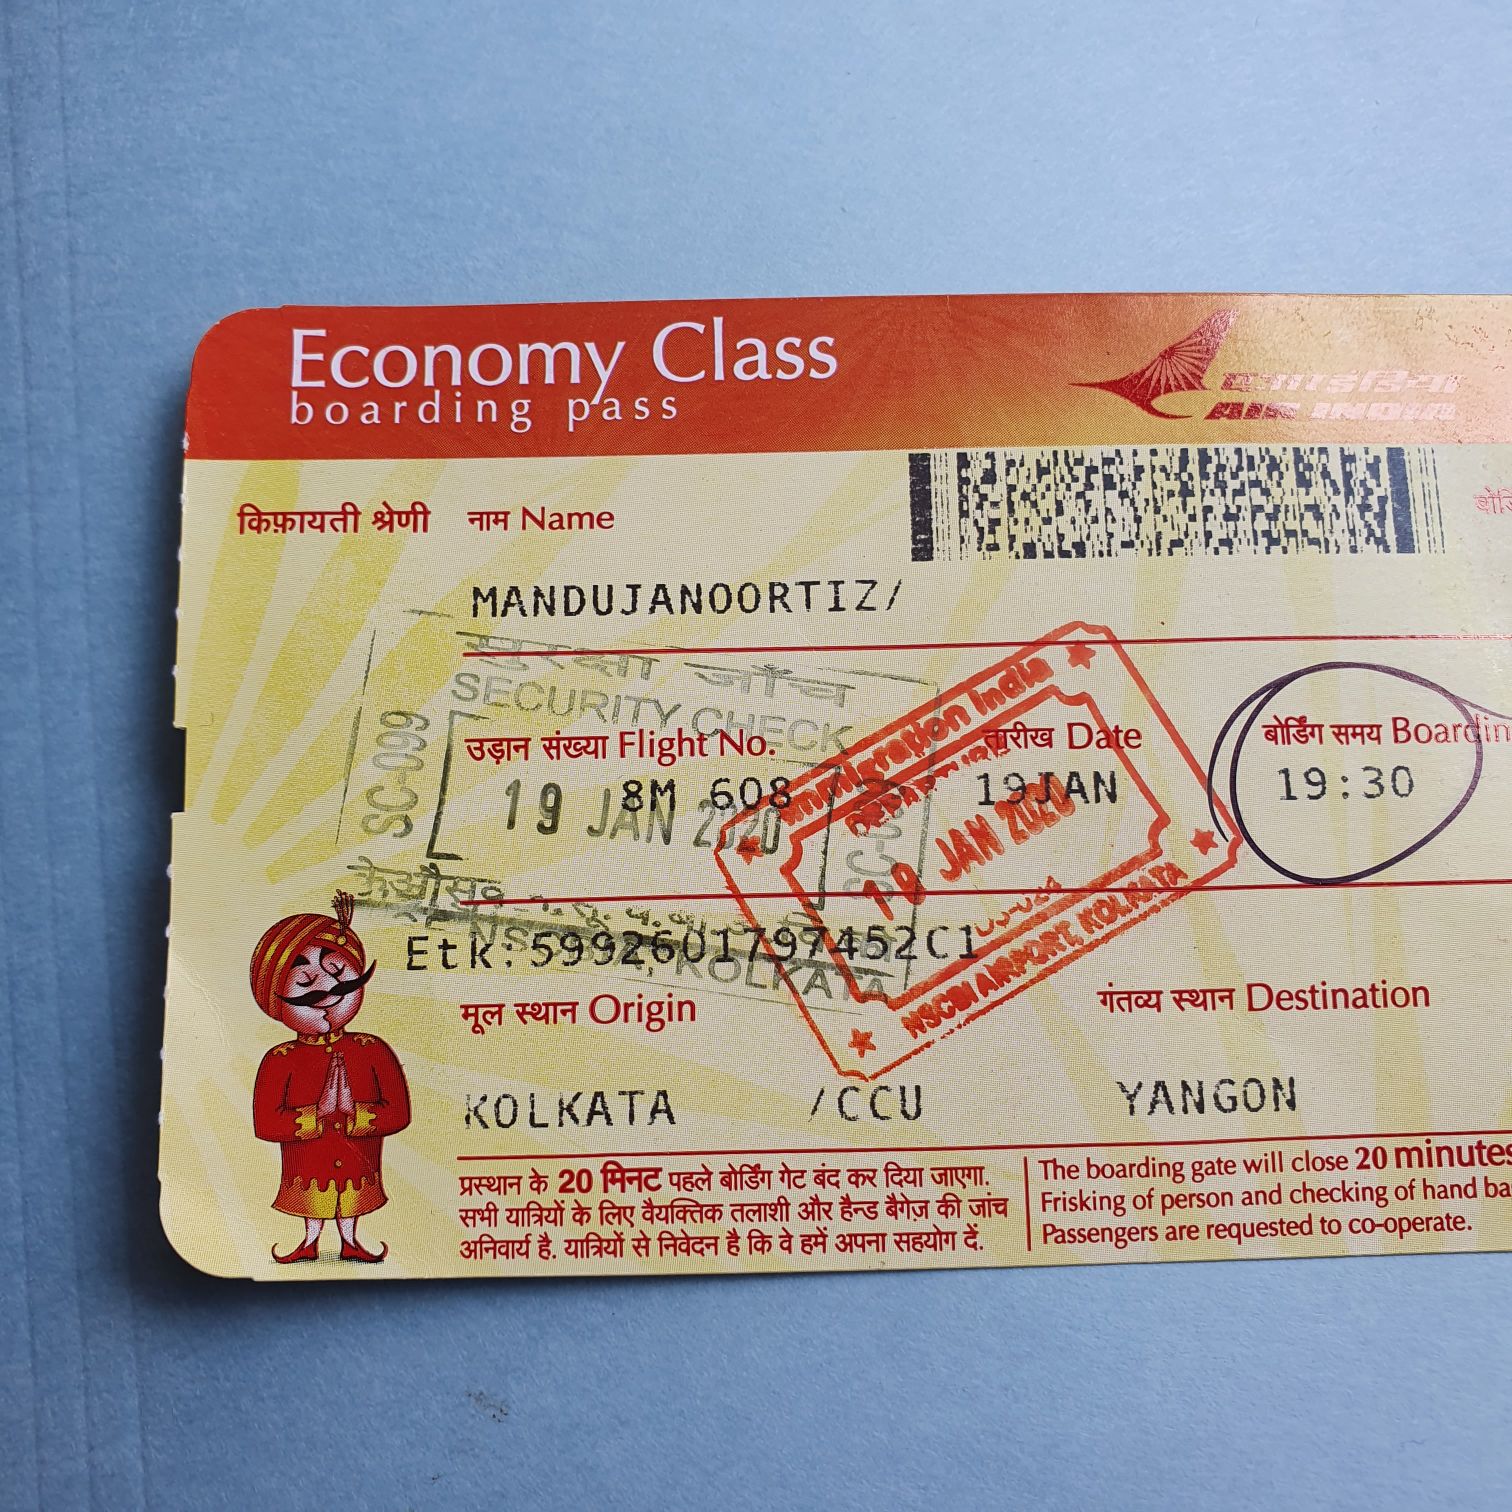 Economy Class
boarding pass
एअर इंडिया
AIR INDIA
किफ़ायती श्रेणी नाम Name
MANDUJANOORTIZ/
सुरक्षा जाँच
SECURITY CHECK
SC-099
उड़ान संख्या Flight No.
8M 608
19 JAN 2020
Immigration India
तारीख Date
19JAN
JAN 2020
NSCBI AIRPORT, KOLKATA
बोर्डिंग समय Boardin
19:30
KOLKATA
Etk:5992601797452C1
मूल स्थान Origin
गंतव्य स्थान Destination
KOLKATA /CCU YANGON
प्रस्थान के 20 मिनट पहले बोर्डिंग गेट बंद कर दिया जाएगा.
सभी यात्रियों के लिए वैयक्तिक तलाशी और हैन्ड बैगेज़ की जांच
अनिवार्य है. यात्रियों से निवेदन है कि वे हमें अपना सहयोग दें.
The boarding gate will close 20 minutes
Frisking of person and checking of hand ba
Passengers are requested to co-operate.